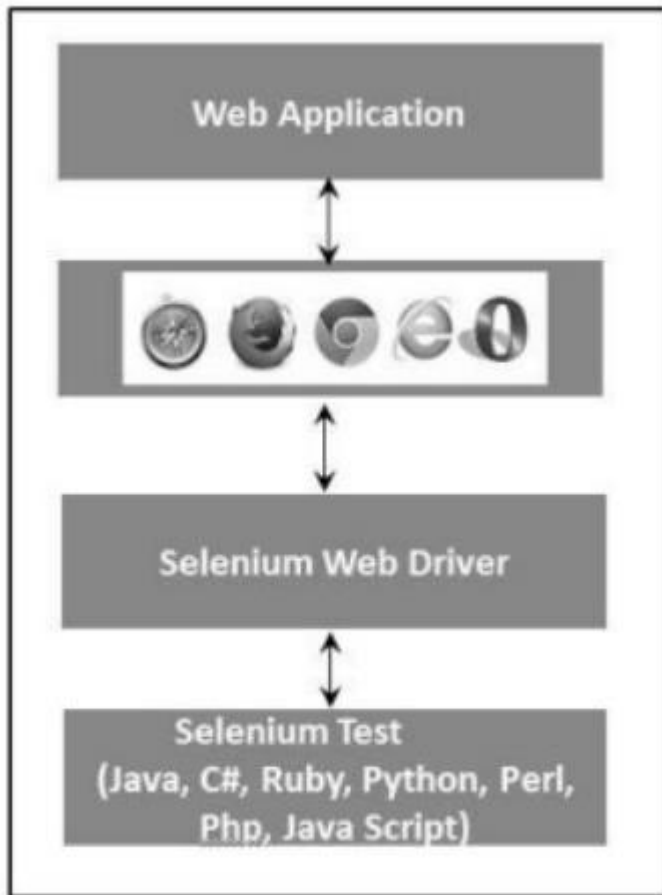 Web Application
Selenium Web Driver
Selenium Test
(Java, C#, Ruby, Python, Perl,
Php, Java Script)